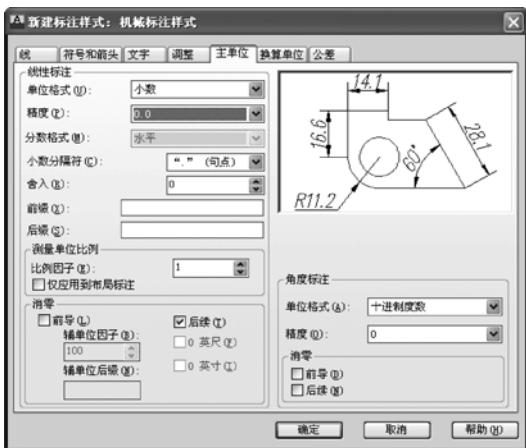 新建标注样式：机械标注样式
线 符号和箭头 文字 调整 主单位 换算单位 公差
线性标注
单位格式(U)： 小数
精度(P)： 0.0
分数格式(M)： 水平
小数分隔符(C)： “.” (句点)
舍入(R)： 0
前缀(X)：
后缀(S)：
测量单位比例
比例因子(E)： 1
仅应用到布局标注
消零
前导(L)
辅单位因子(B)：
100
辅单位后缀(N)：
后续(T)
0 英尺(F)
0 英寸(I)
14.1
16.6
28.1
60°
R11.2
角度标注
单位格式(A)： 十进制度数
精度(O)： 0
消零
前导(D)
后续(N)
确定 取消 帮助(H)